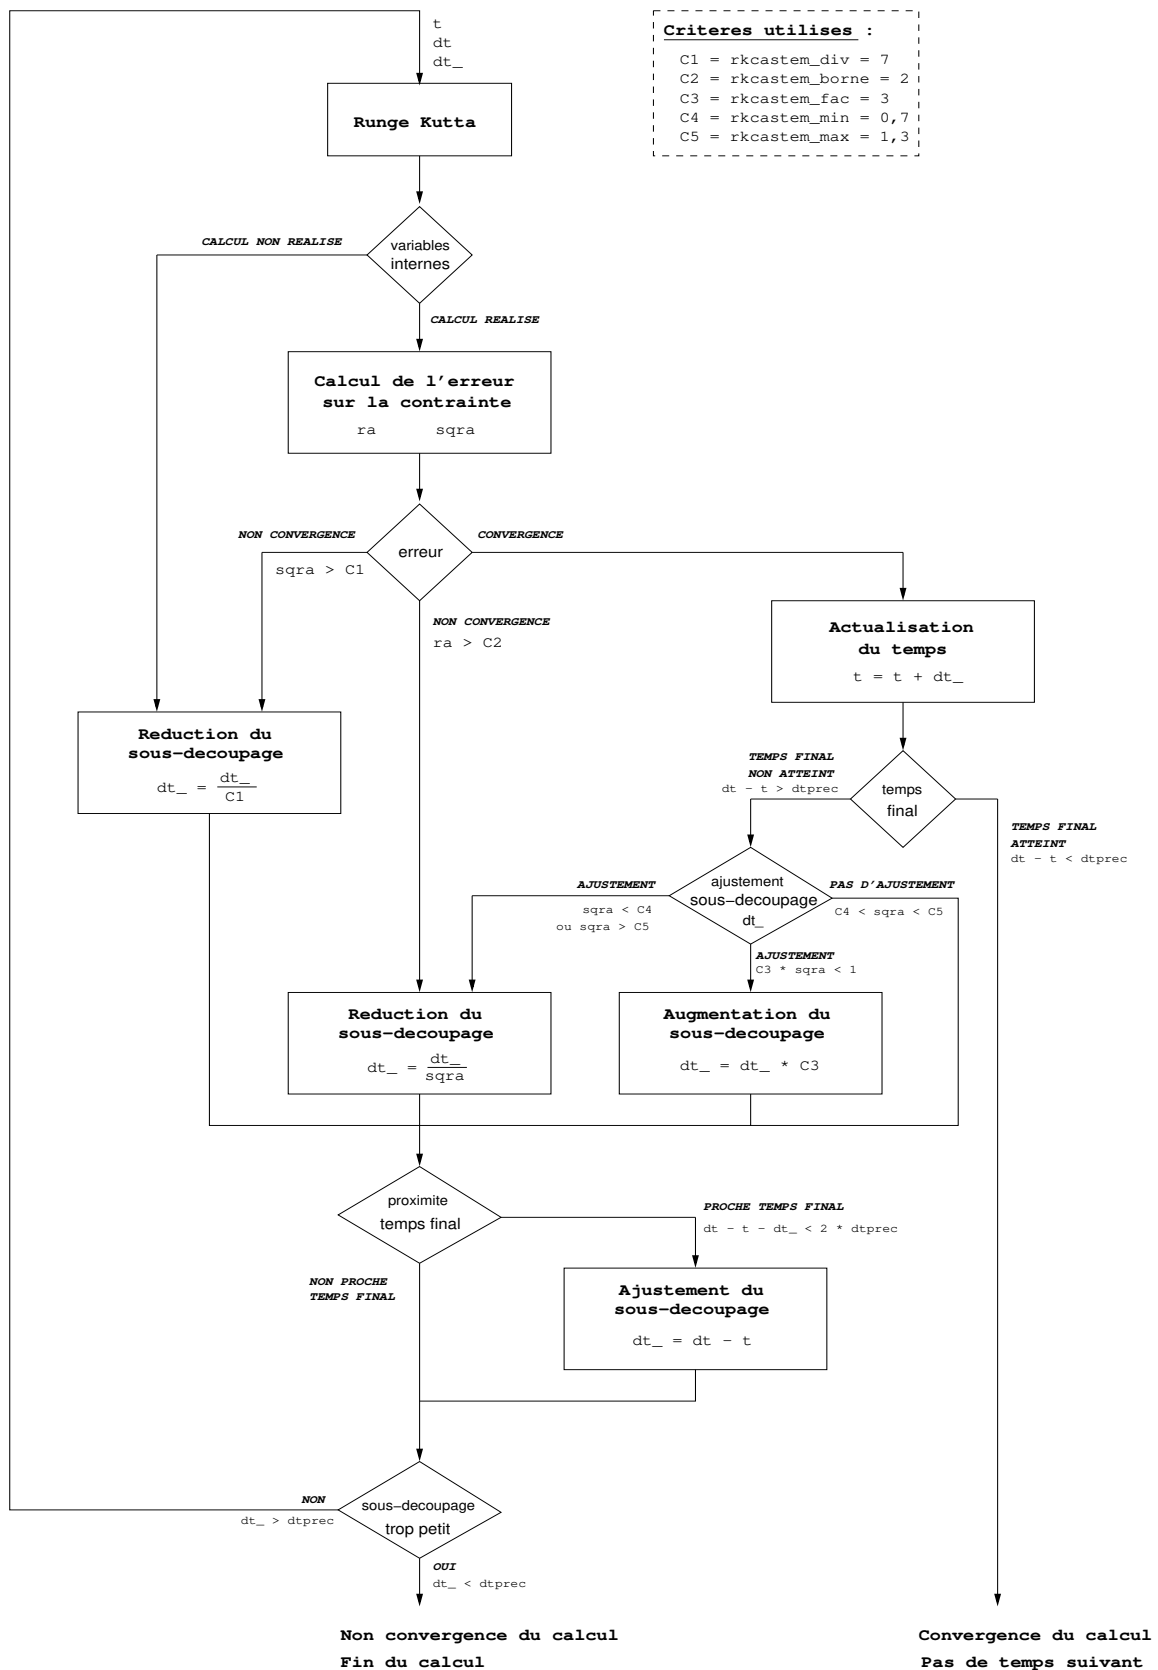 t
dt
dt_
Runge Kutta
Criteres utilises :
C1 = rkcastem_div = 7
C2 = rkcastem_borne = 2
C3 = rkcastem_fac = 3
C4 = rkcastem_min = 0,7
C5 = rkcastem_max = 1,3
CALCUL NON REALISE
variables
internes
CALCUL REALISE
Calcul de l'erreur
sur la contrainte
ra sqra
NON CONVERGENCE
sqra > C1
erreur
CONVERGENCE
NON CONVERGENCE
ra > C2
Actualisation
du temps
t = t + dt_
Reduction du
sous-decoupage
dt_ = dt_
C1
TEMPS FINAL
NON ATTEINT
dt - t > dtprec
temps
final
TEMPS FINAL
ATTEINT
dt - t < dtprec
AJUSTEMENT
sqra < C4
ou sqra > C5
ajustement
sous-decoupage
dt_
PAS D'AJUSTEMENT
C4 < sqra < C5
AJUSTEMENT
C3 * sqra < 1
Reduction du
sous-decoupage
dt_ = dt_
sqra
Augmentation du
sous-decoupage
dt_ = dt_ * C3
proximite
temps final
PROCHE TEMPS FINAL
dt - t - dt_ < 2 * dtprec
NON PROCHE
TEMPS FINAL
Ajustement du
sous-decoupage
dt_ = dt - t
NON
dt_ > dtprec
sous-decoupage
trop petit
OUI
dt_ < dtprec
Non convergence du calcul
Fin du calcul
Convergence du calcul
Pas de temps suivant